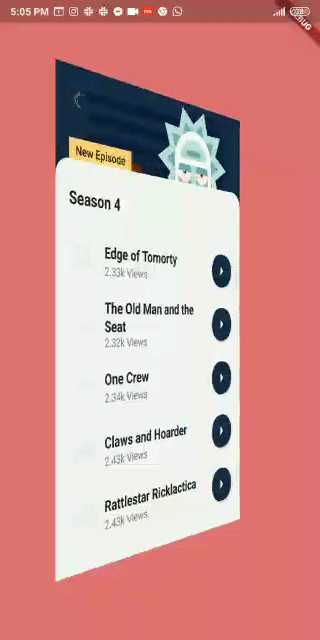 5:05 PM
New Episode
Season 4
Edge of Tomorty
2.33k Views
The Old Man and the
Seat
2.32k Views
One Crew
2.34k Views
Claws and Hoarder
2.43k Views
Rattlestar Ricklactica
2.43k Views